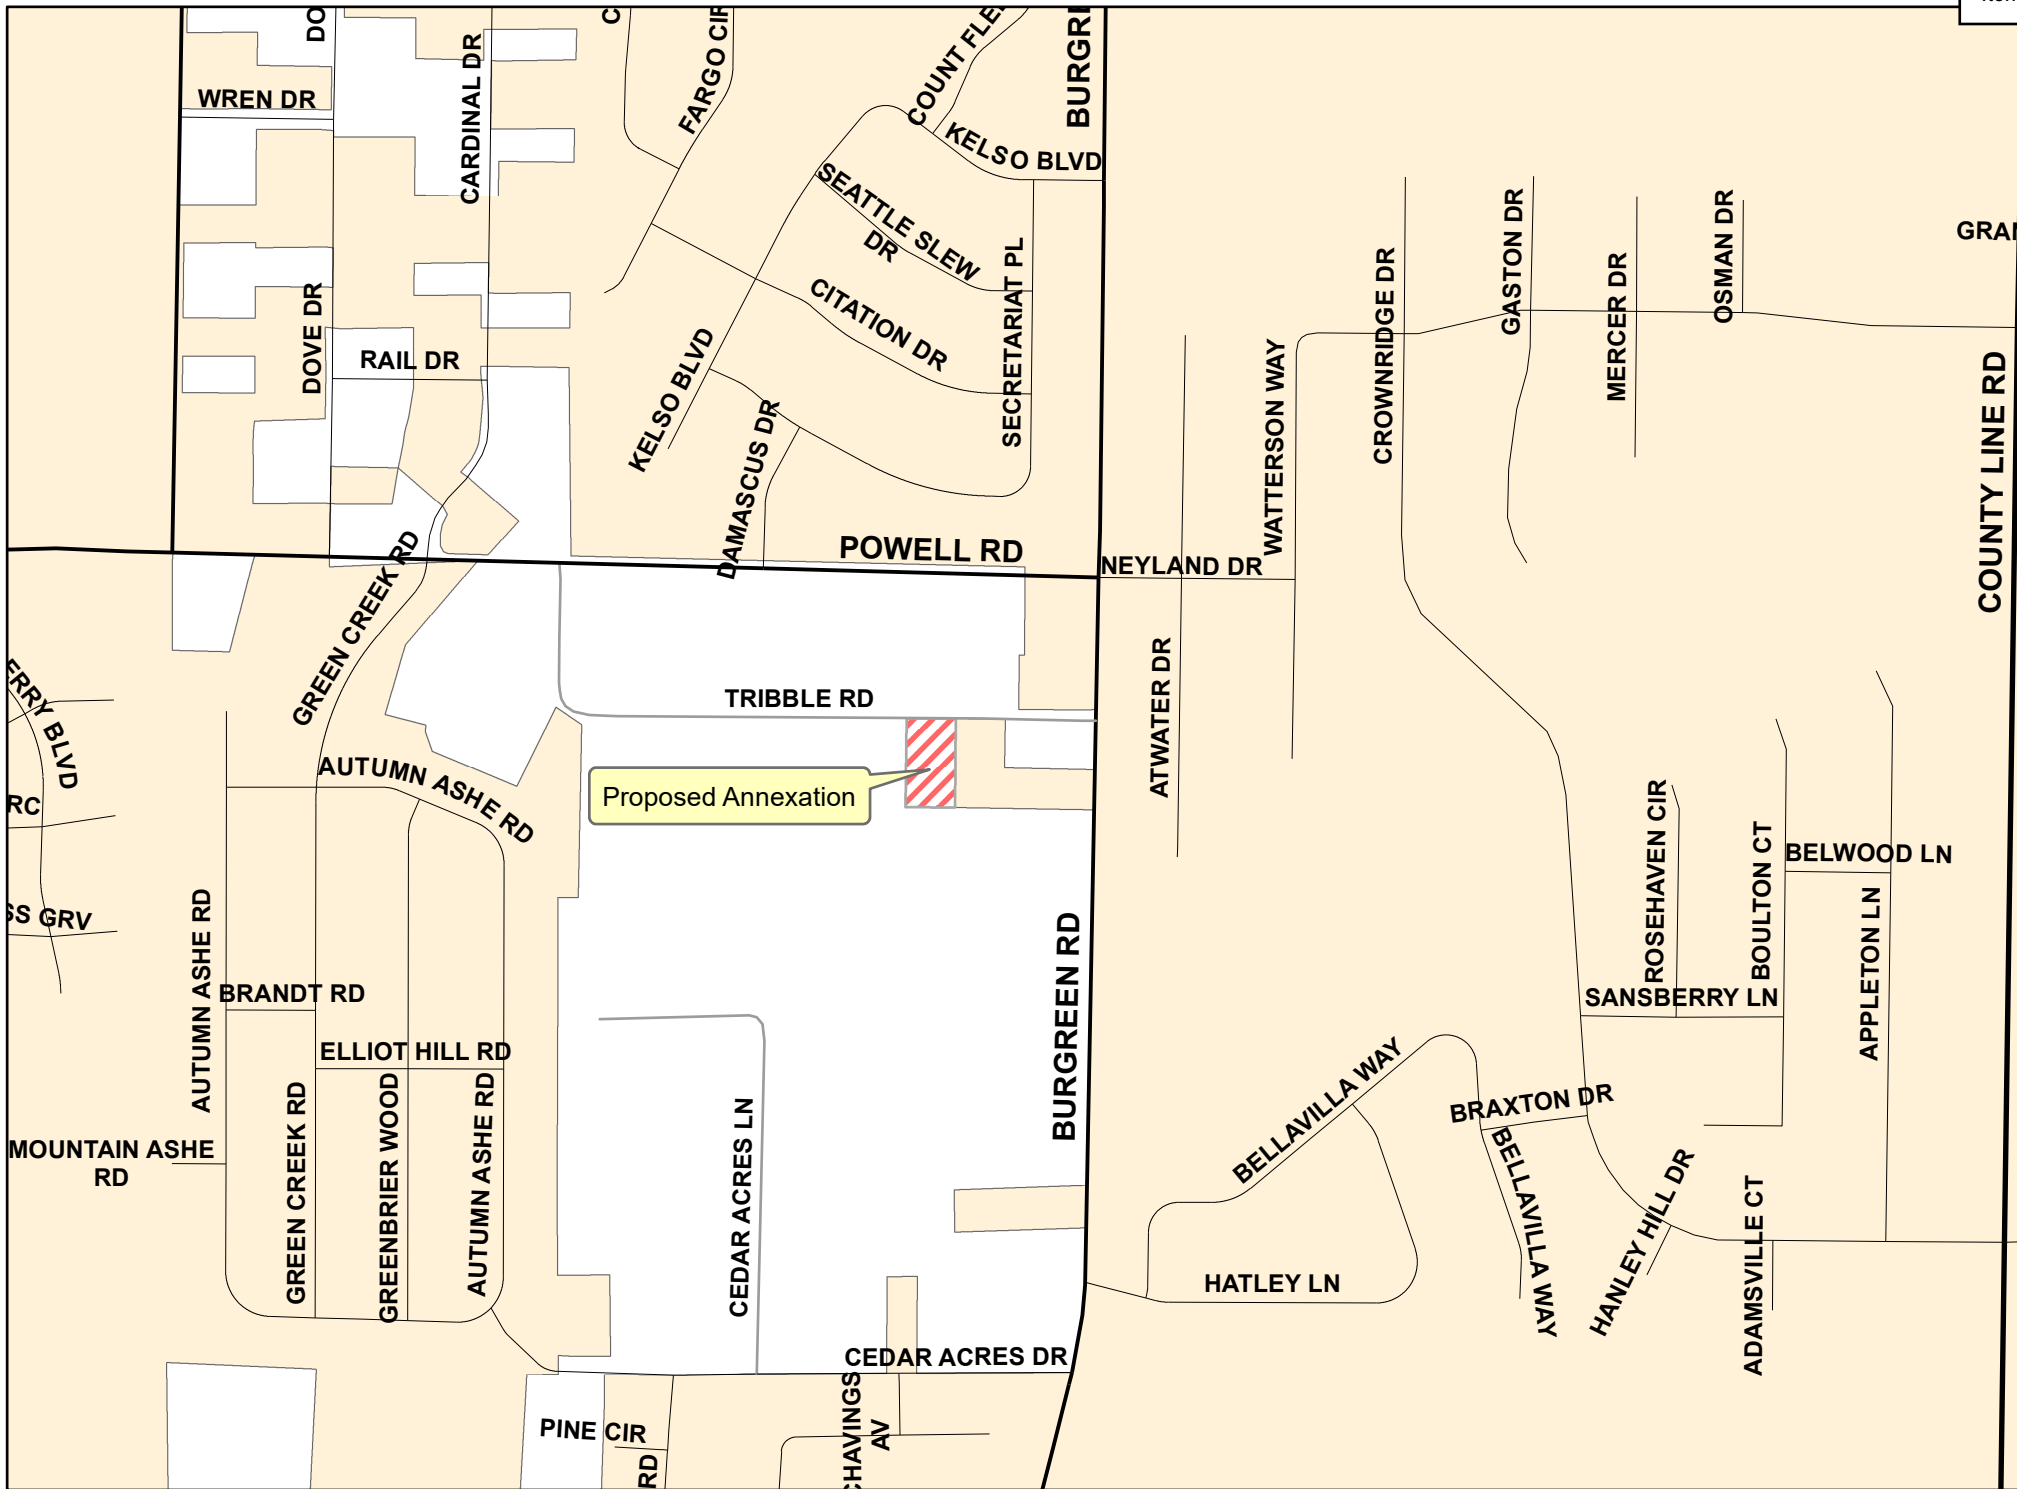 WREN DR
CARDINAL DR
FARGO CIR
COUNT FLE
KELSO BLVD
SEATTLE SLEW
DR
CITATION DR
SECRETARIAT PL
CROWNRIDGE DR
GASTON DR
MERCER DR
OSMAN DR
DOVE DR
RAIL DR
KELSO BLVD
DAMASCUS DR
WATTERSON WAY
COUNTY LINE RD
POWELL RD
NEYLAND DR
GREEN CREEK RD
TRIBBLE RD
ATWATER DR
AUTUMN ASHE RD
Proposed Annexation
BLVD
ROSEHAVEN CIR
BOULTON CT
BELWOOD LN
APPLETON LN
GRV
AUTUMN ASHE RD
BRANDT RD
BURGREEN RD
SANSBERRY LN
ELLIOT HILL RD
GREEN CREEK RD
GREENBRIER WOOD
AUTUMN ASHE RD
BELLAVILLA WAY
BRAXTON DR
MOUNTAIN ASHE
RD
CEDAR ACRES LN
BELLAVILLA WAY
HANLEY HILL DR
ADAMSVILLE CT
HATLEY LN
CEDAR ACRES DR
PINE CIR
RD
CHAVINGS
AV